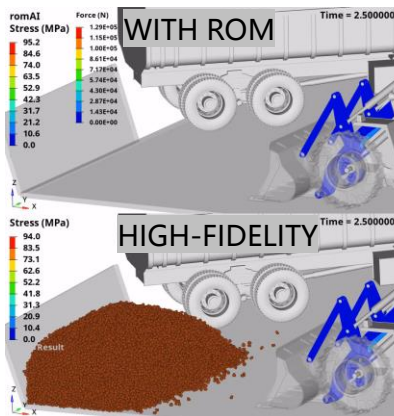 romAI
Stress (MPa)
95.2
84.6
74.0
63.5
52.9
42.3
31.7
21.2
10.6
0.0
Force (N)
1.29E+05
1.15E+05
1.00E+05
8.61E+04
7.17E+04
5.74E+04
4.30E+04
2.87E+04
1.43E+04
0.00E+00
WITH ROM
Time = 2.500000
Z
Y
X
Stress (MPa)
94.0
83.5
73.1
62.6
52.2
41.8
31.3
20.9
10.4
0.0
HIGH-FIDELITY
Time = 2.500000
Result
Z
Y
X